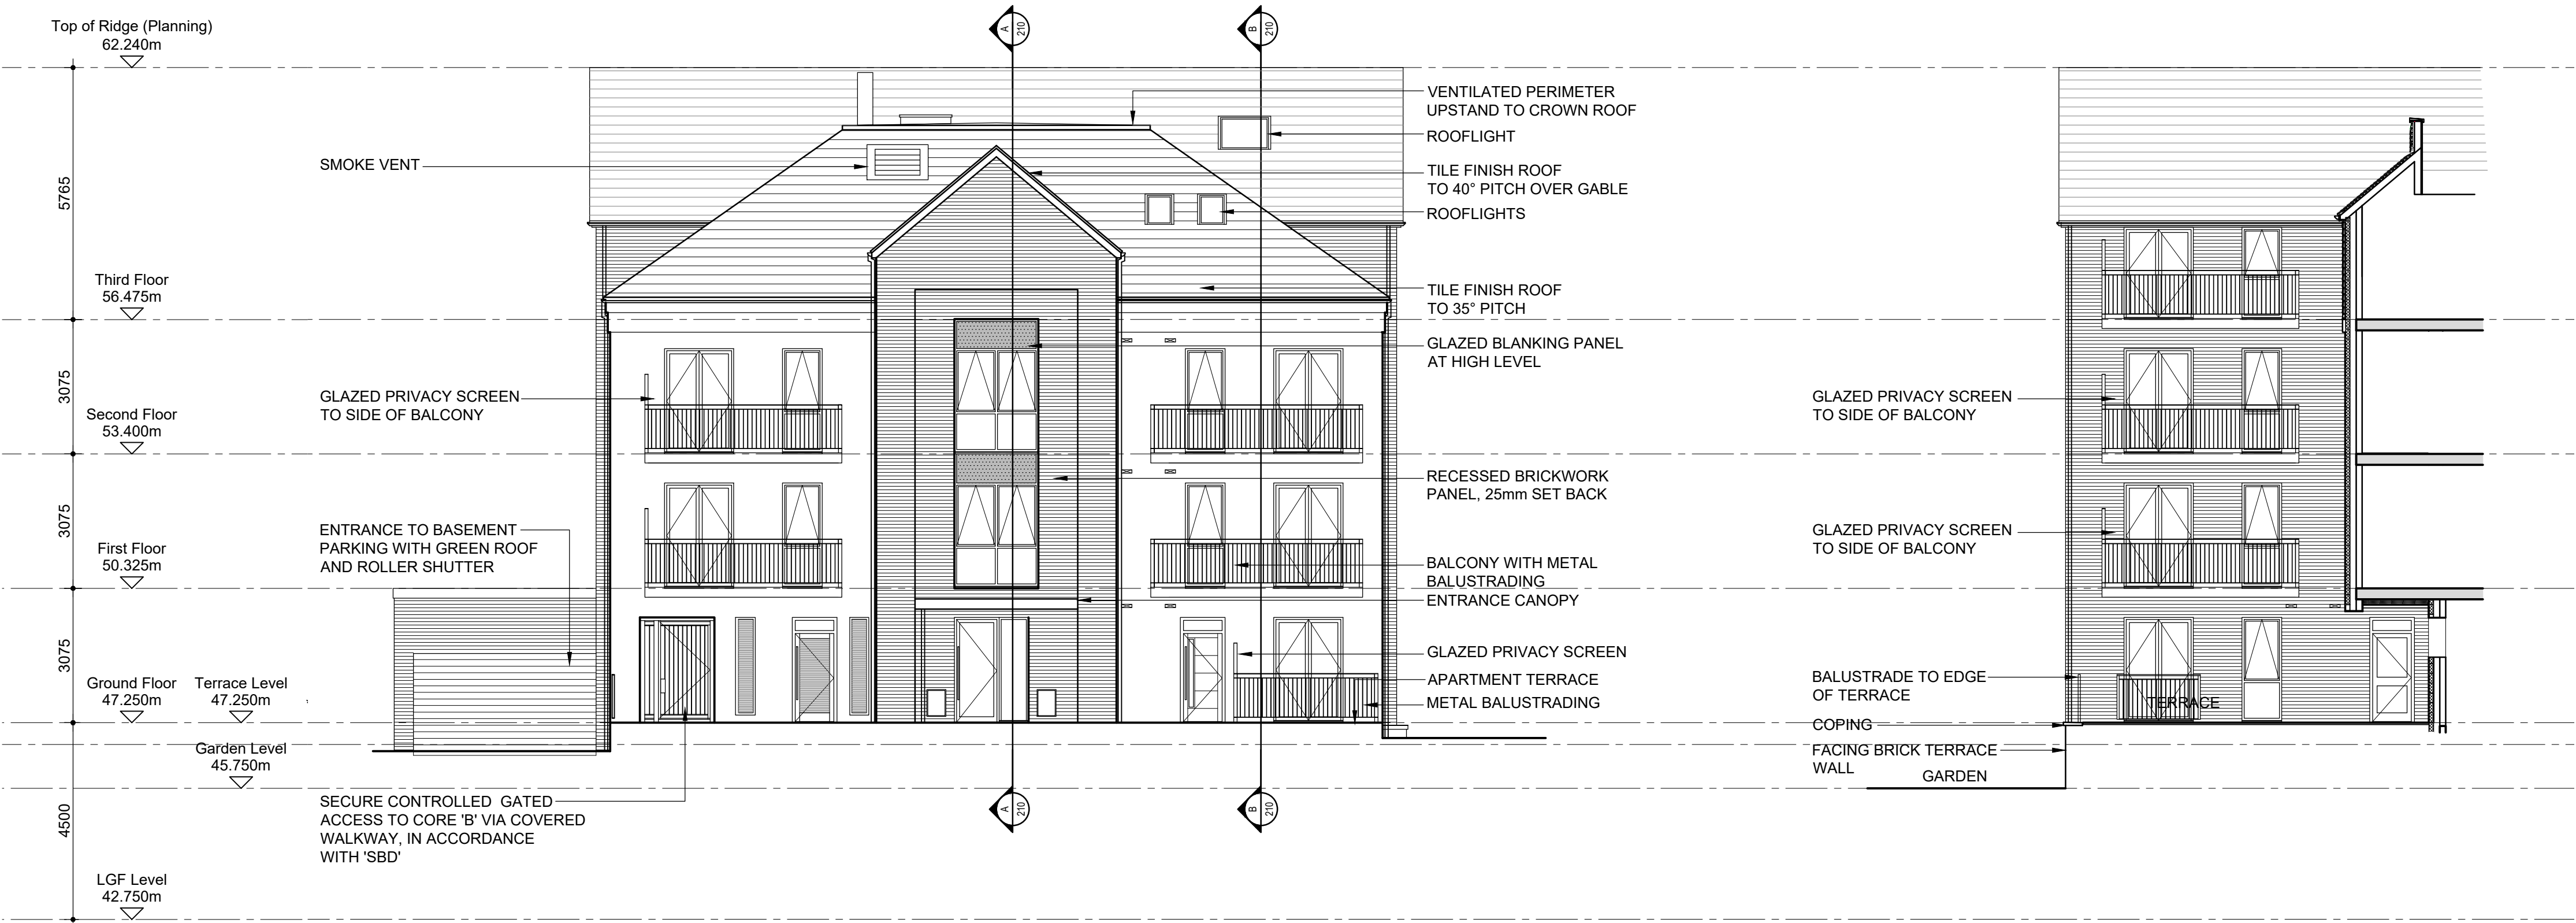 Top of Ridge (Planning)
62.240m
5765
Third Floor
56.475m
3075
Second Floor
53.400m
3075
First Floor
50.325m
3075
Ground Floor
47.250m
Terrace Level
47.250m
Garden Level
45.750m
4500
LGF Level
42.750m
SMOKE VENT
GLAZED PRIVACY SCREEN
TO SIDE OF BALCONY
ENTRANCE TO BASEMENT
PARKING WITH GREEN ROOF
AND ROLLER SHUTTER
SECURE CONTROLLED GATED
ACCESS TO CORE 'B' VIA COVERED
WALKWAY, IN ACCORDANCE
WITH 'SBD'
A
210
B
210
A
210
B
210
VENTILATED PERIMETER
UPSTAND TO CROWN ROOF
ROOFLIGHT
TILE FINISH ROOF
TO 40° PITCH OVER GABLE
ROOFLIGHTS
TILE FINISH ROOF
TO 35° PITCH
GLAZED BLANKING PANEL
AT HIGH LEVEL
RECESSED BRICKWORK
PANEL, 25mm SET BACK
BALCONY WITH METAL
BALUSTRADING
ENTRANCE CANOPY
GLAZED PRIVACY SCREEN
APARTMENT TERRACE
METAL BALUSTRADING
GLAZED PRIVACY SCREEN
TO SIDE OF BALCONY
GLAZED PRIVACY SCREEN
TO SIDE OF BALCONY
BALUSTRADE TO EDGE
OF TERRACE
TERRACE
COPING
FACING BRICK TERRACE
WALL
GARDEN